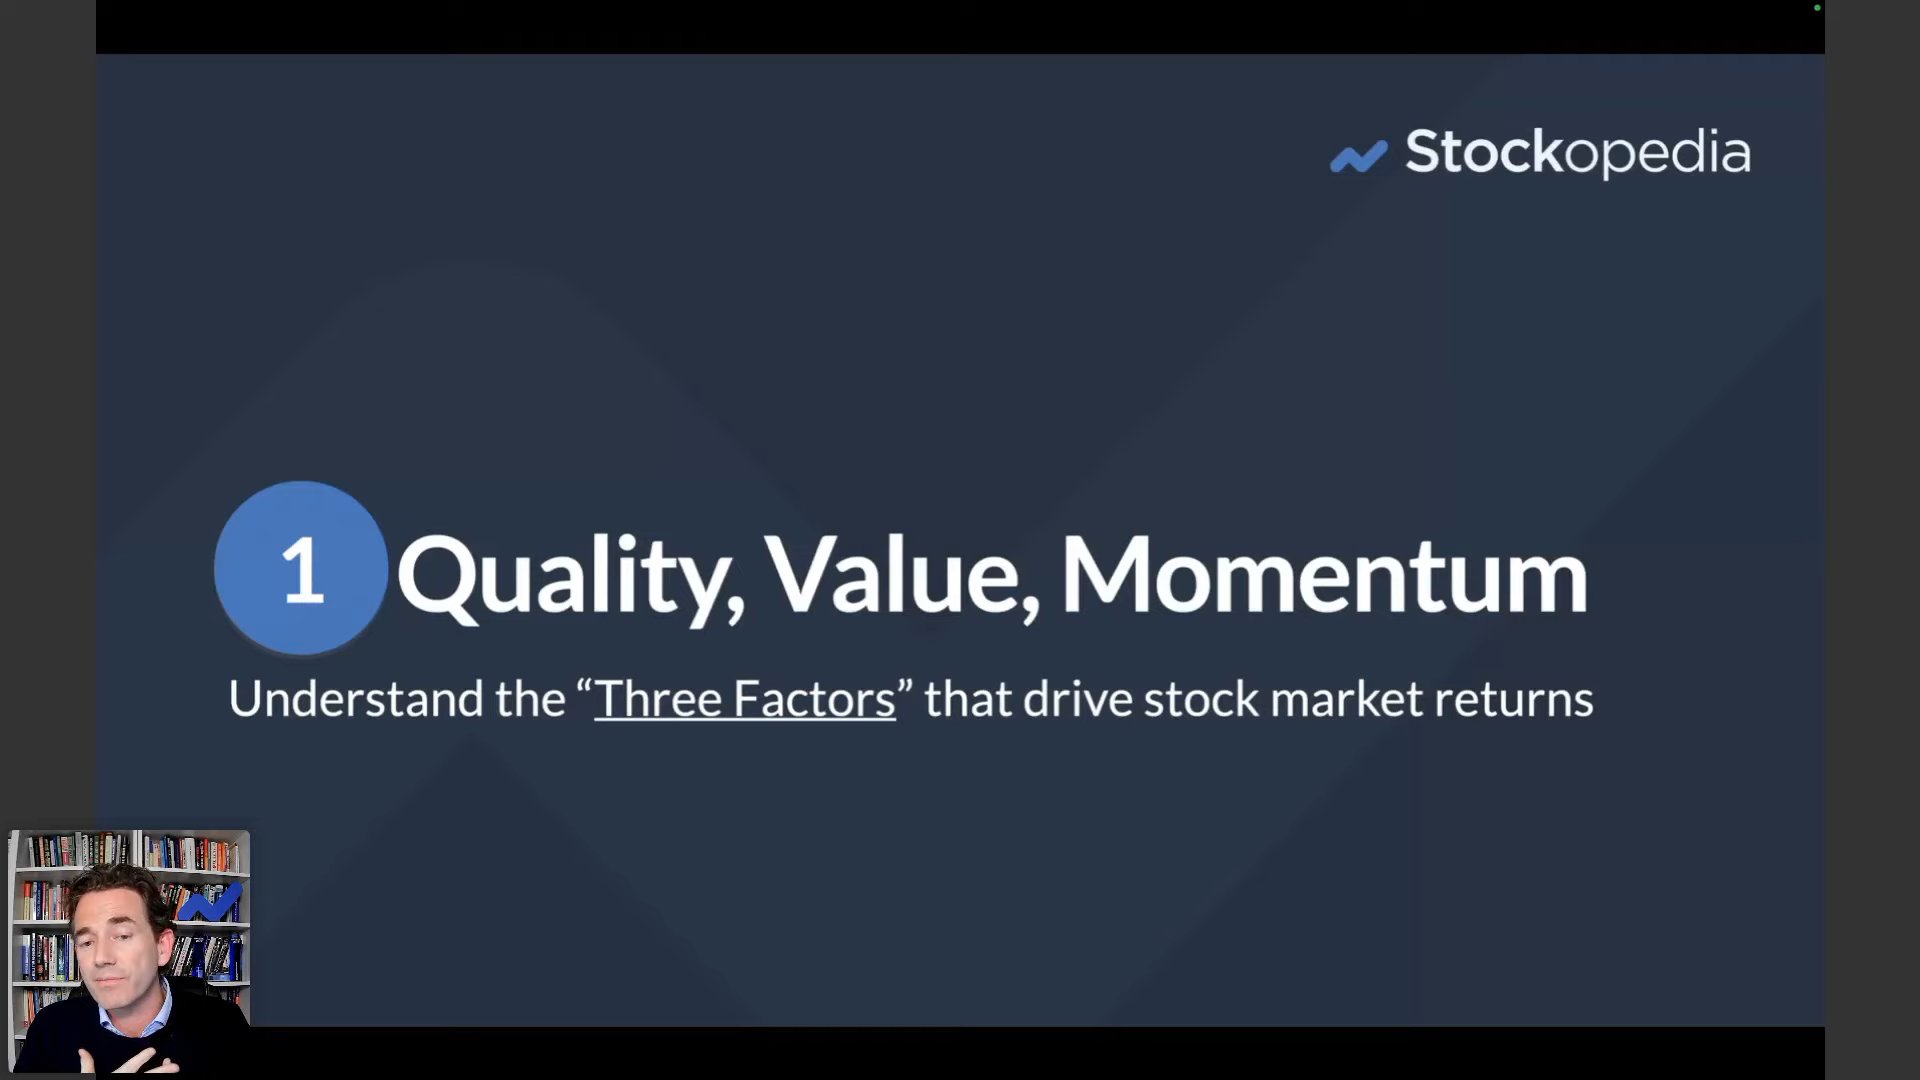 Stockopedia
1 Quality, Value, Momentum
Understand the “Three Factors” that drive stock market returns